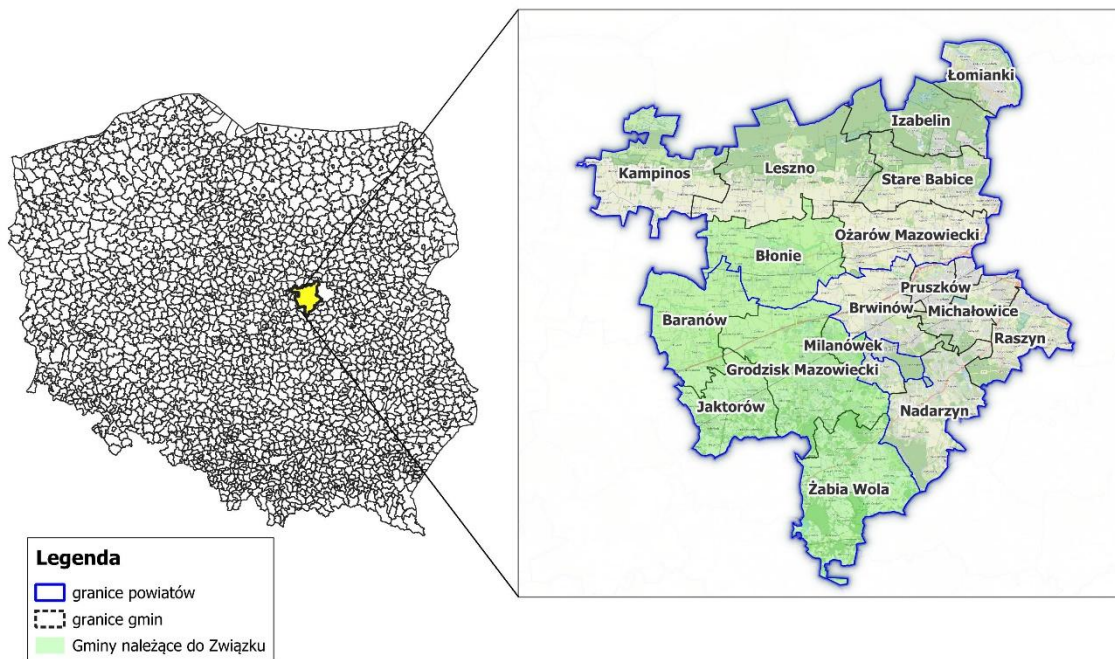 Łomianki
Izabelin
Kampinos
Leszno
Stare Babice
Ożarów Mazowiecki
Błonie
Pruszków
Baranów
Brwinów
Michałowice
Raszyn
Milanówek
Grodzisk Mazowiecki
Jaktorów
Nadarzyn
Żabia Wola
Legenda
granice powiatów
granice gmin
Gminy należące do Związku